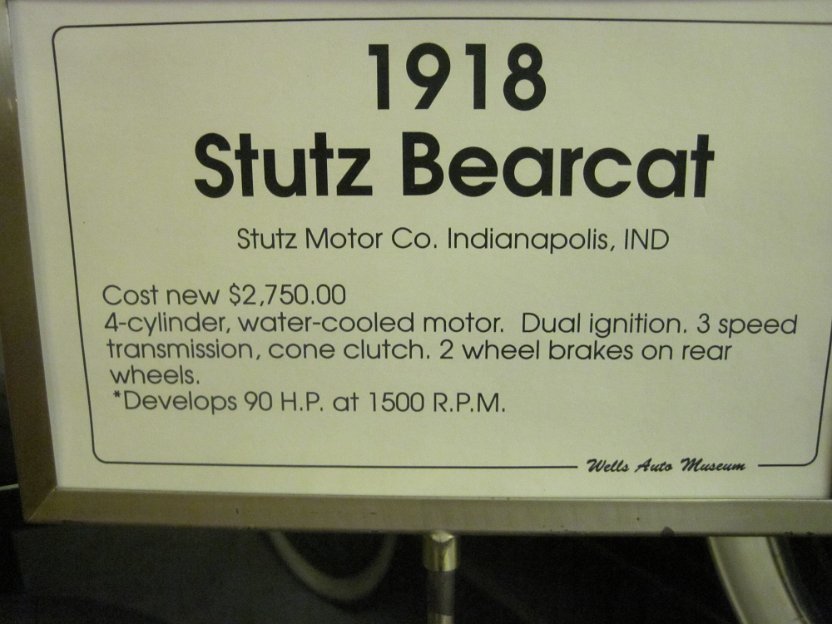 1918
Stutz Bearcat
Stutz Motor Co. Indianapolis, IND
Cost new $2,750.00
4-cylinder, water-cooled motor. Dual ignition. 3 speed
transmission, cone clutch. 2 wheel brakes on rear
wheels.
*Develops 90 H.P. at 1500 R.P.M.
Wells Auto Museum